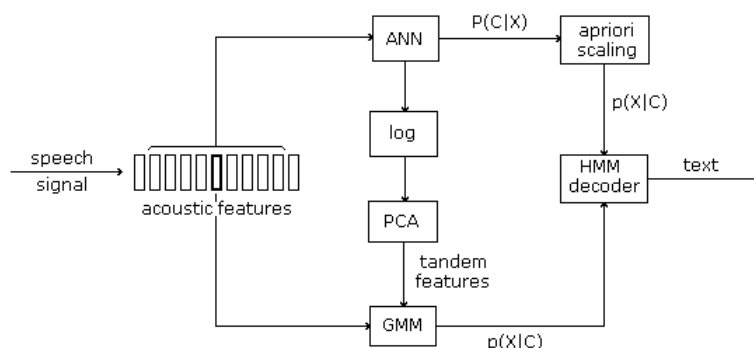 P(C|X)
ANN
apriori
scaling
p(X|C)
log
speech
signal
HMM
decoder
text
acoustic features
PCA
tandem
features
GMM
p(X|C)